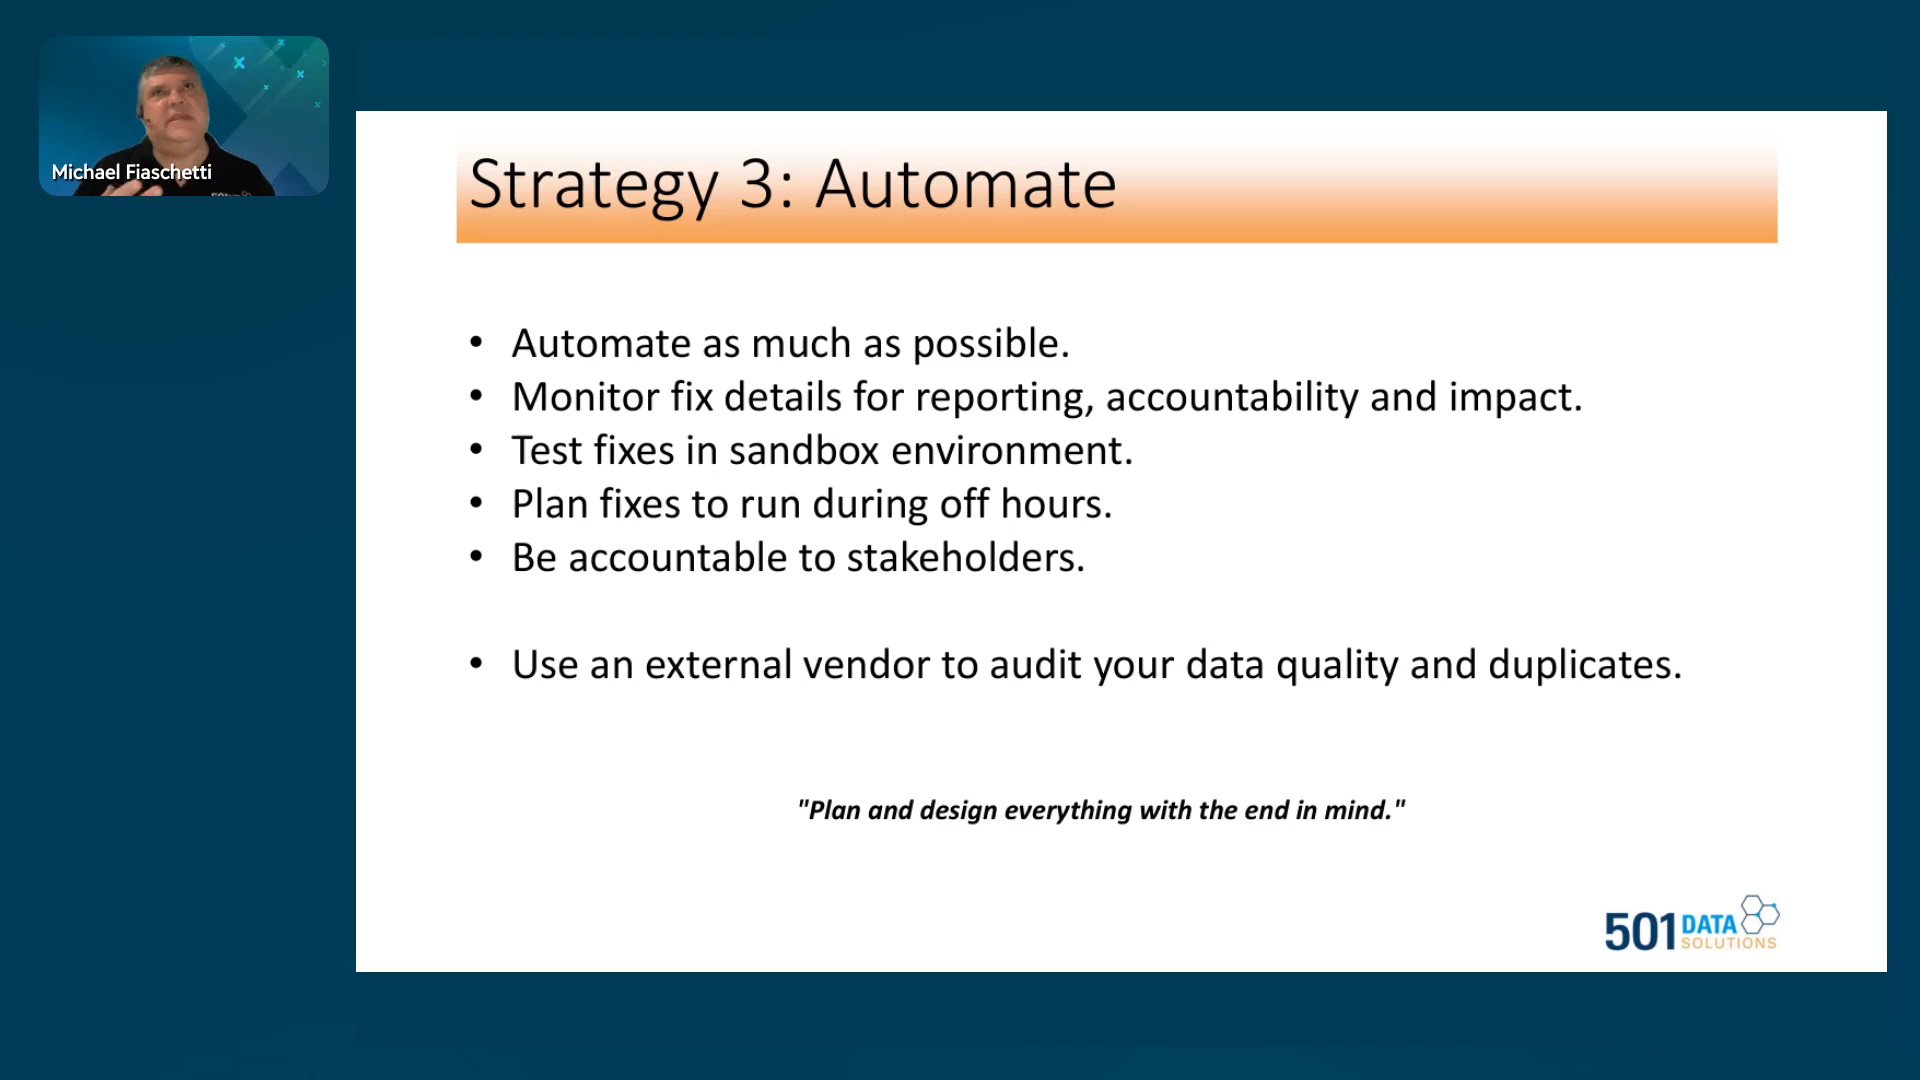 Michael Fiaschetti
Strategy 3: Automate
• Automate as much as possible.
• Monitor fix details for reporting, accountability and impact.
• Test fixes in sandbox environment.
• Plan fixes to run during off hours.
• Be accountable to stakeholders.
• Use an external vendor to audit your data quality and duplicates.
"Plan and design everything with the end in mind."
501 DATA
SOLUTIONS